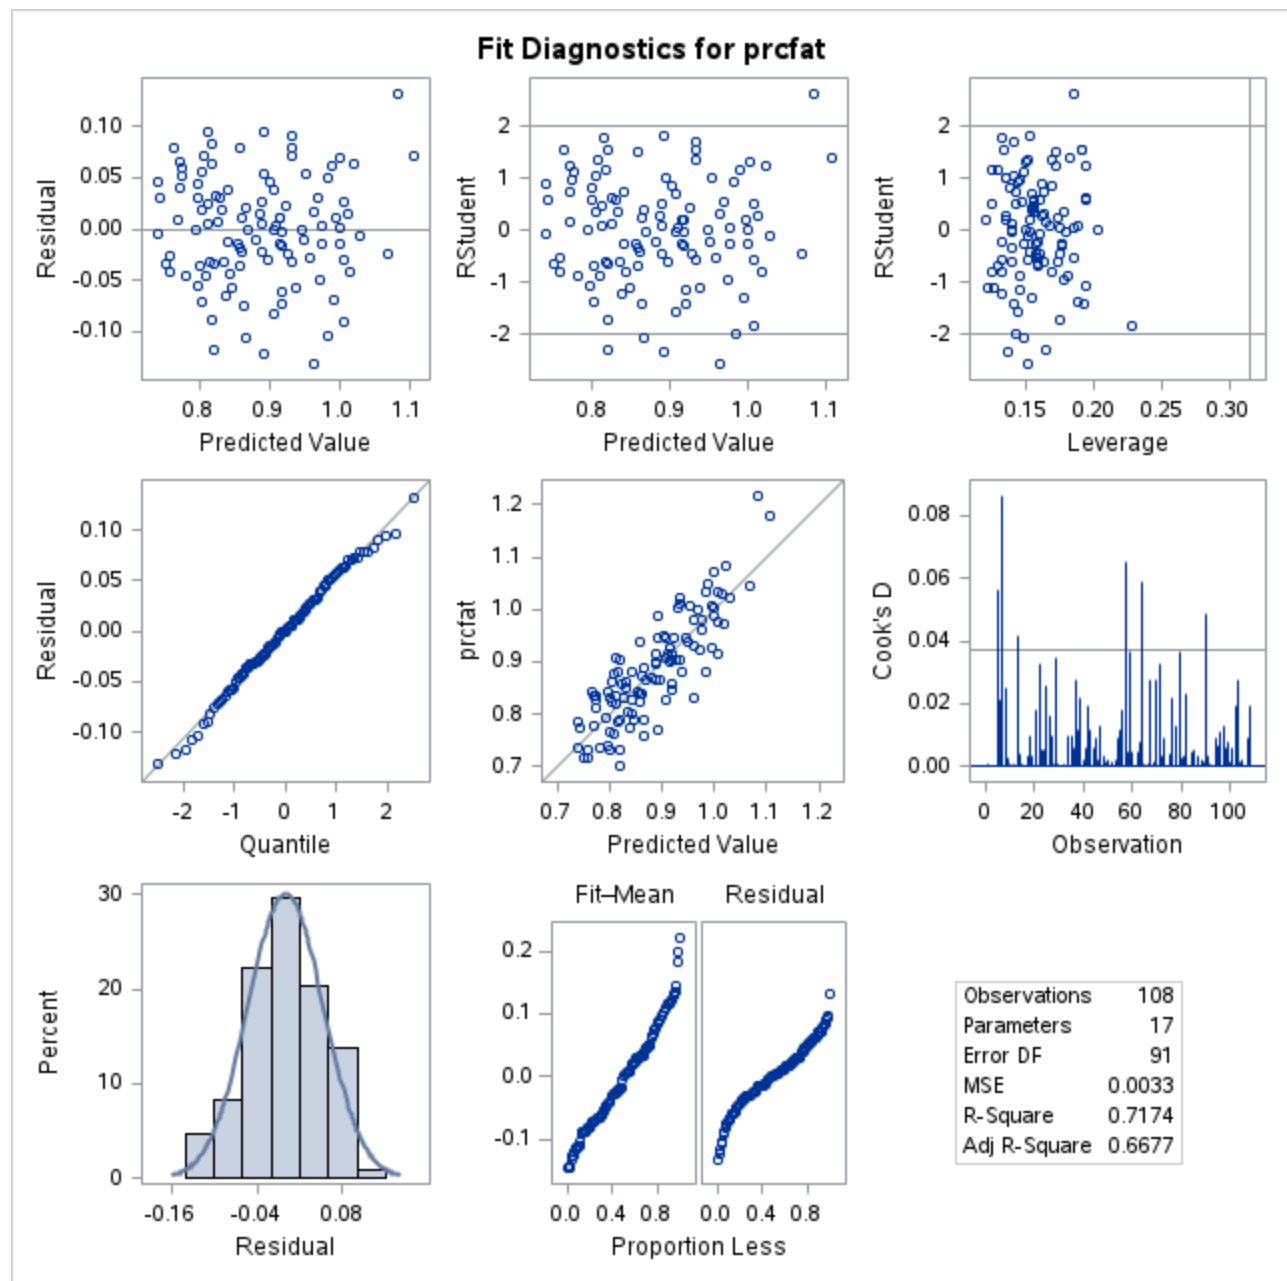 Fit Diagnostics for prcfat
Residual
0.10
0.05
0.00
-0.05
-0.10
0.8 0.9 1.0 1.1
Predicted Value
RStudent
2
1
0
-1
-2
0.8 0.9 1.0 1.1
Predicted Value
RStudent
2
1
0
-1
-2
0.15 0.20 0.25 0.30
Leverage
Residual
0.10
0.05
0.00
-0.05
-0.10
-2 -1 0 1 2
Quantile
prcfat
1.2
1.1
1.0
0.9
0.8
0.7
0.7 0.8 0.9 1.0 1.1 1.2
Predicted Value
Cook's D
0.08
0.06
0.04
0.02
0.00
0 20 40 60 80 100
Observation
Percent
30
20
10
0
-0.16 -0.04 0.08
Residual
Fit–Mean Residual
0.2
0.1
0.0
-0.1
0.0 0.4 0.8 0.0 0.4 0.8
Proportion Less
Observations 108
Parameters 17
Error DF 91
MSE 0.0033
R-Square 0.7174
Adj R-Square 0.6677